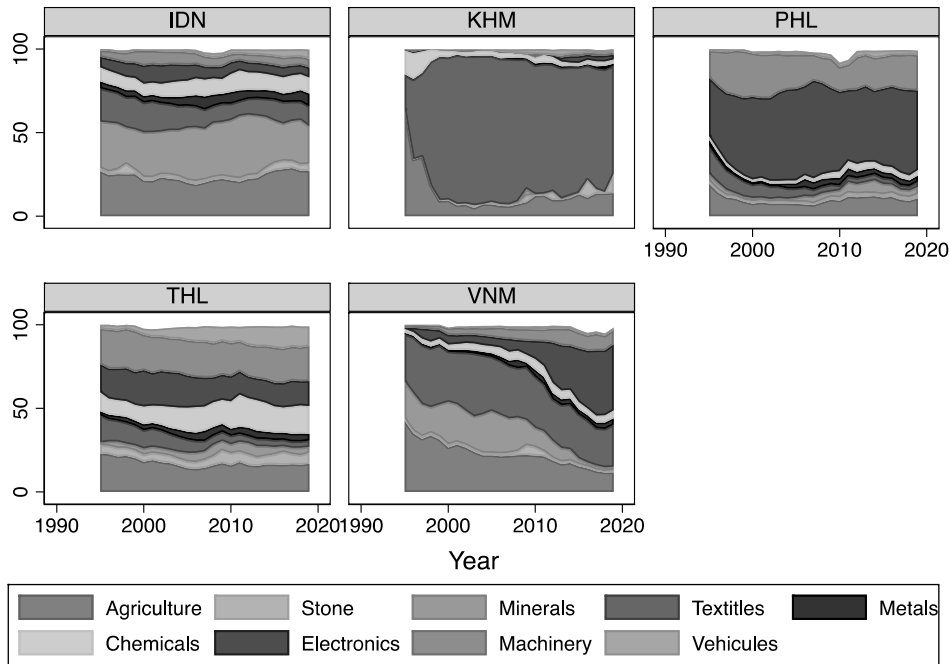 IDN
KHM
PHL
0
50
100
1990
2000
2010
2020
THL
VNM
0
50
100
1990
2000
2010
2020
1990
2000
2010
2020
Year
Agriculture
Stone
Minerals
Textitles
Metals
Chemicals
Electronics
Machinery
Vehicules